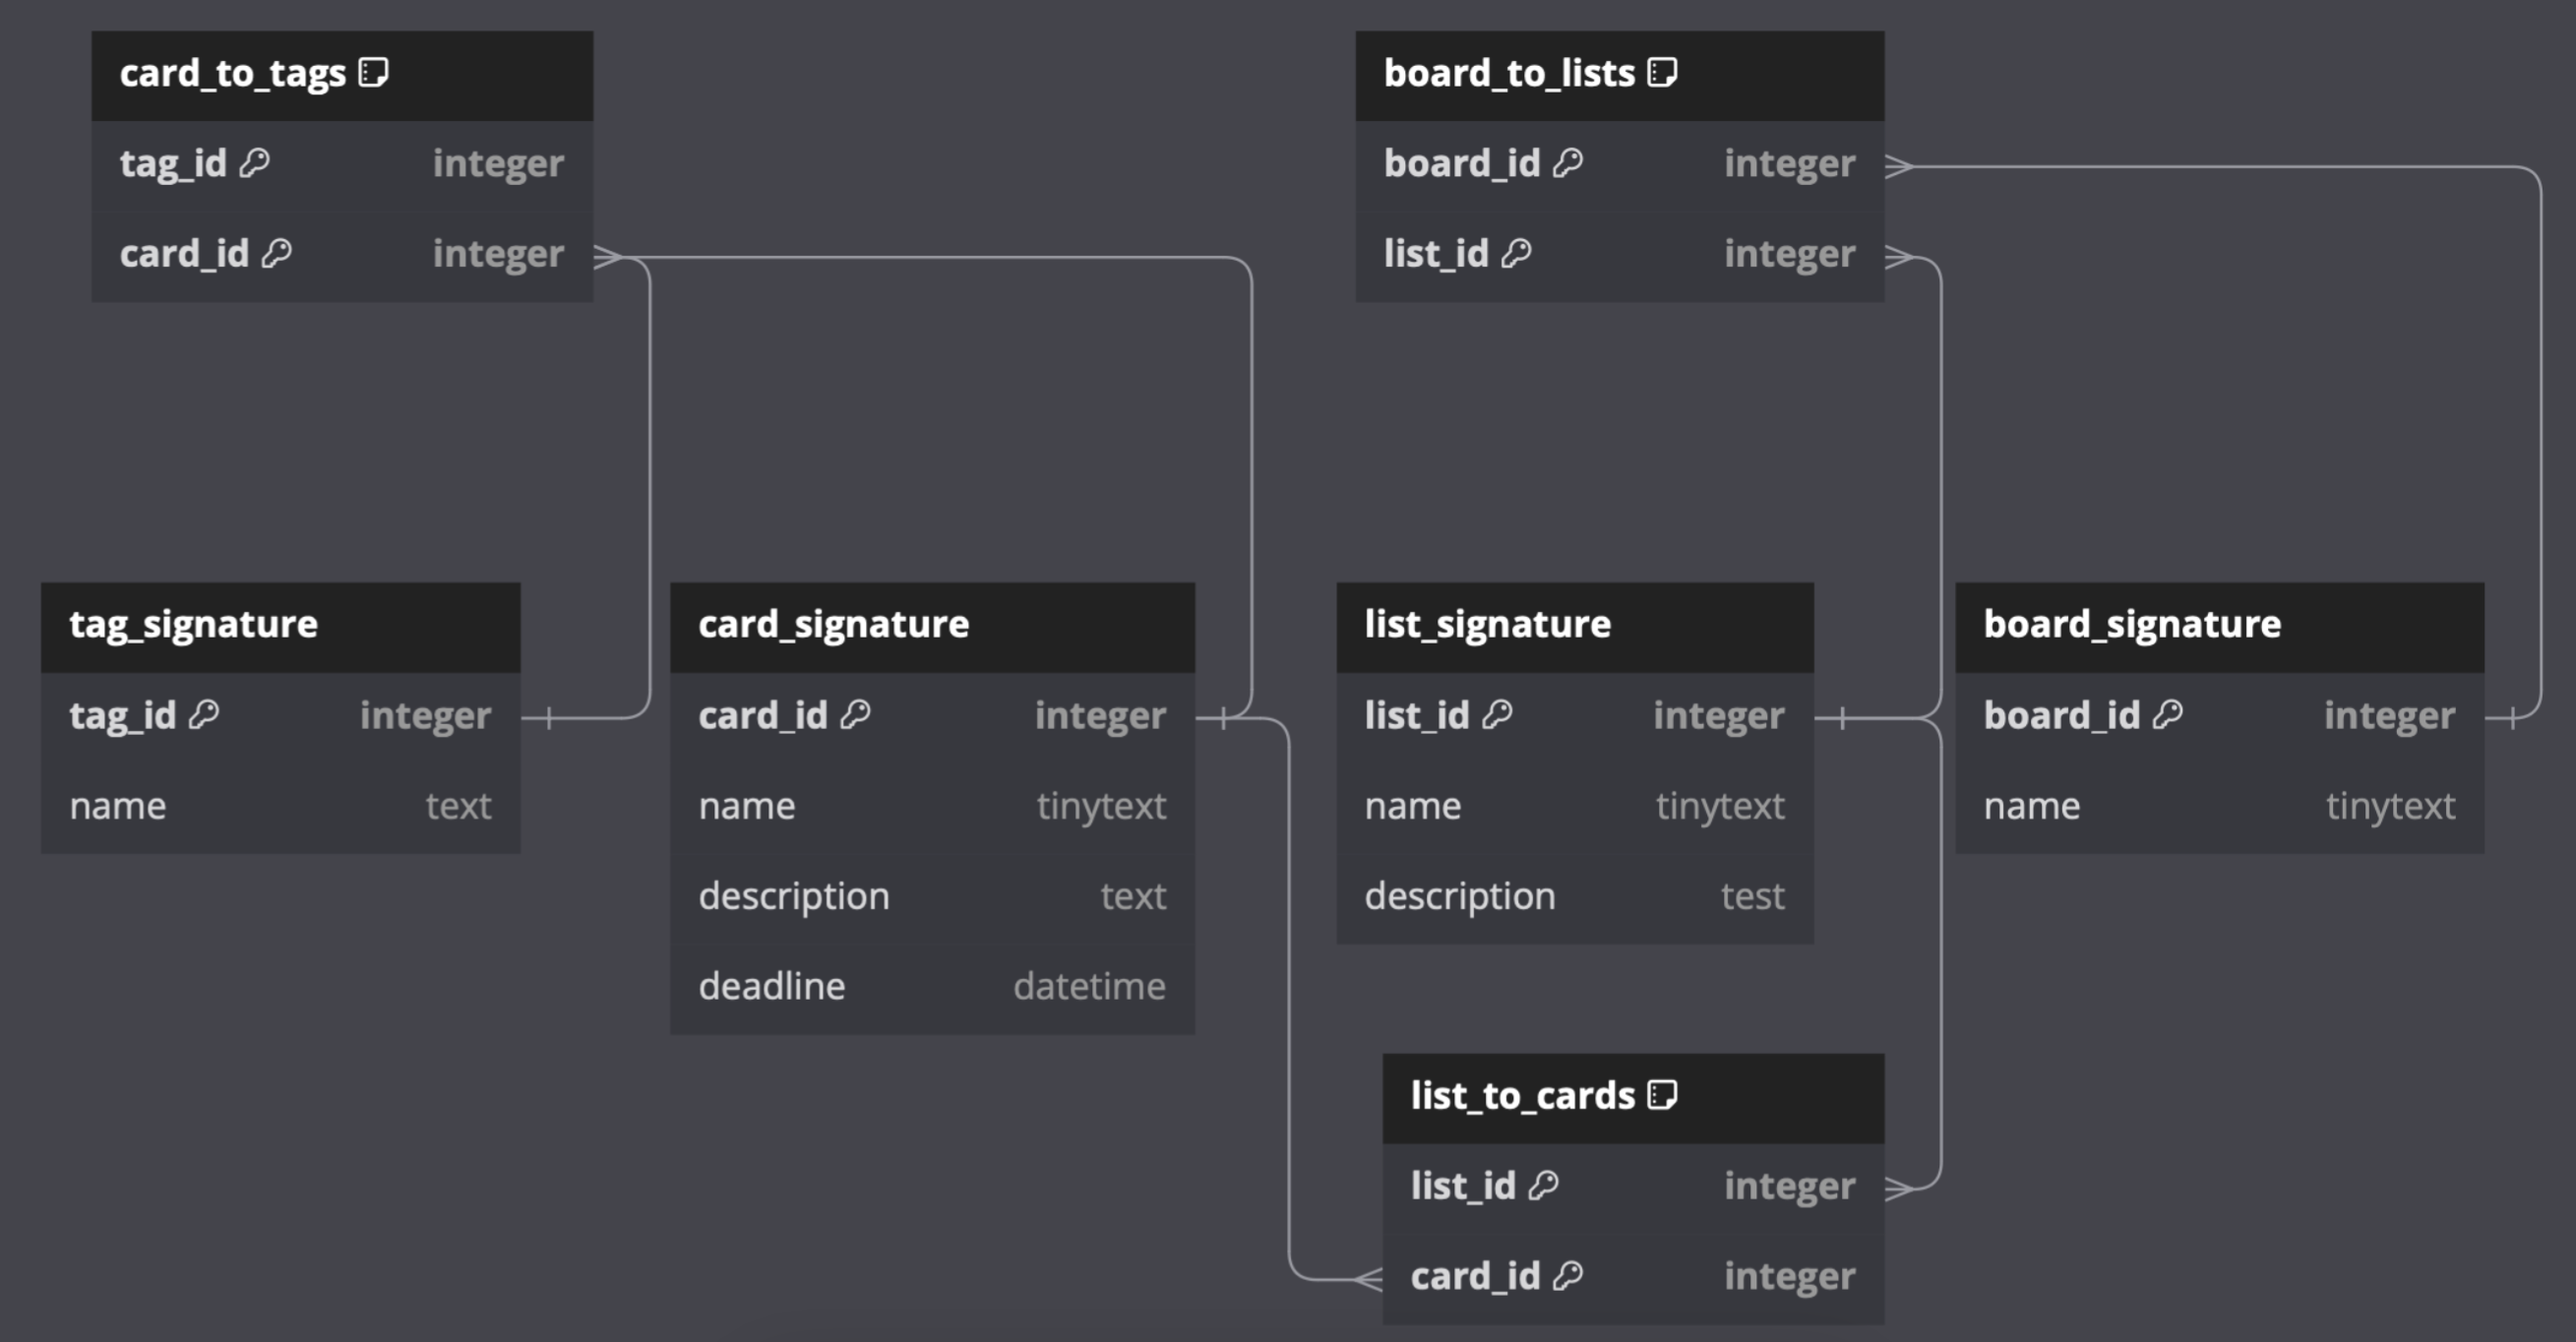 card_to_tags
tag_id integer
card_id integer
board_to_lists
board_id integer
list_id integer
tag_signature
tag_id integer
name text
card_signature
card_id integer
name tinytext
description text
deadline datetime
list_signature
list_id integer
name tinytext
description test
board_signature
board_id integer
name tinytext
list_to_cards
list_id integer
card_id integer